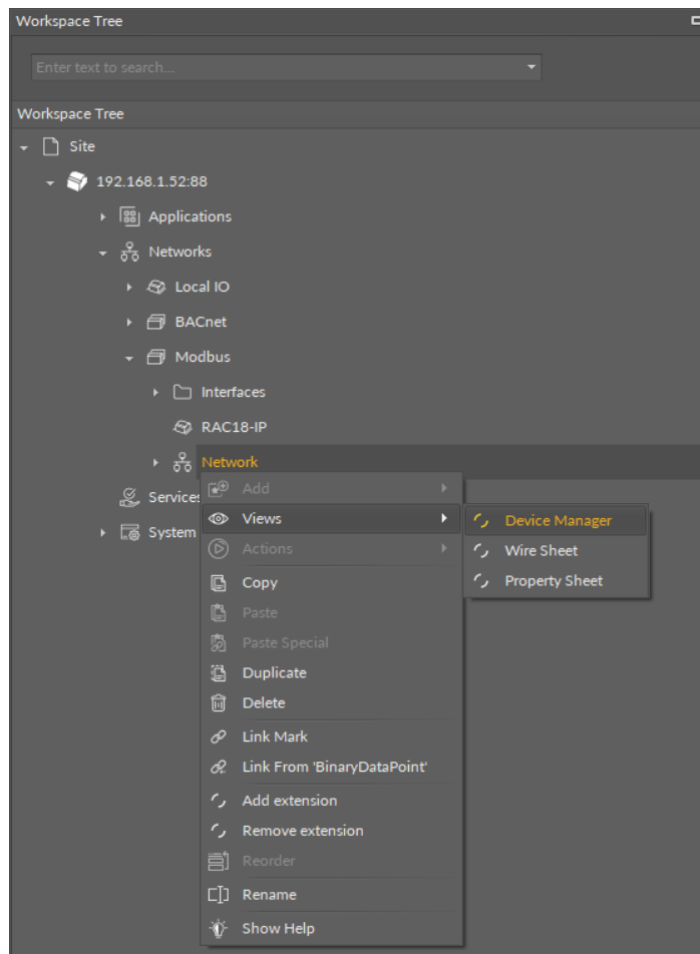 Workspace Tree
Enter text to search...
Workspace Tree
Site
192.168.1.52:88
Applications
Networks
Local IO
BACnet
Modbus
Interfaces
RAC18-IP
Network
Services
System
Add
Views
Actions
Copy
Paste
Paste Special
Duplicate
Delete
Link Mark
Link From 'BinaryDataPoint'
Add extension
Remove extension
Reorder
Rename
Show Help
Device Manager
Wire Sheet
Property Sheet